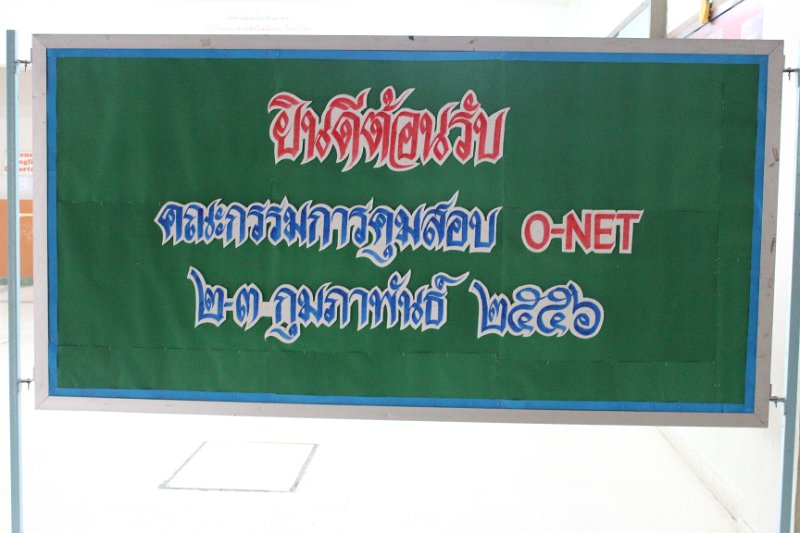 ยินดีต้อนรับ
คณะกรรมการคุมสอบ O-NET
๒-๓ กุมภาพันธ์ ๒๕๕๖